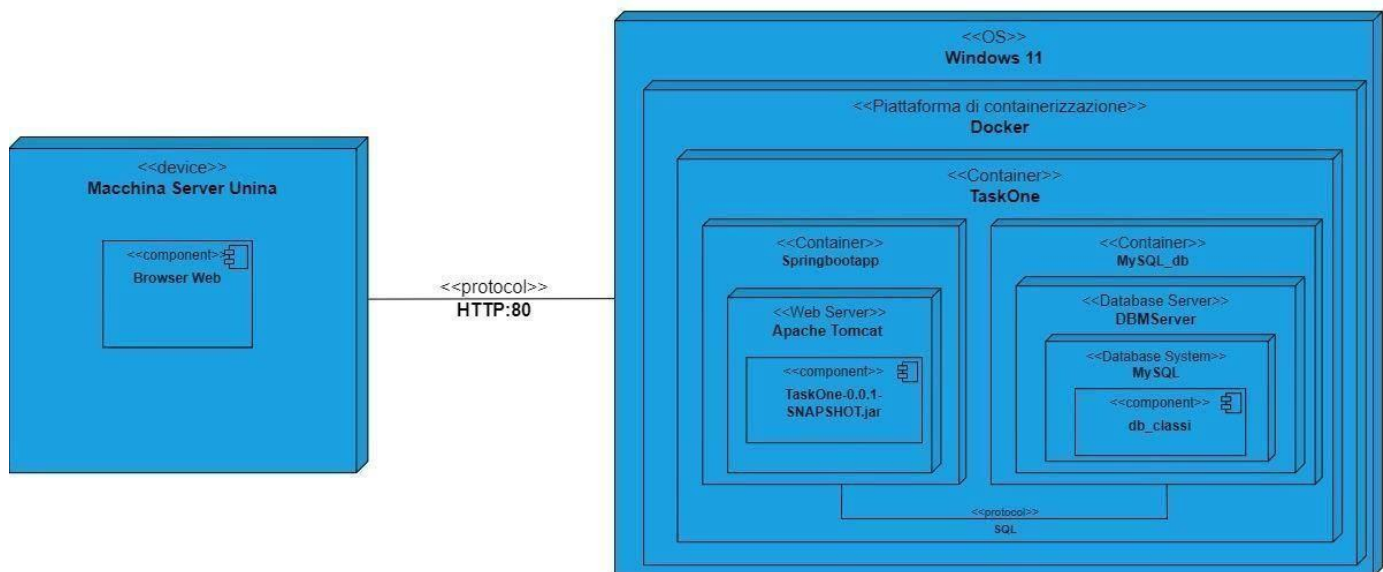 <<device>>
Macchina Server Unina
<<component>>
Browser Web
<<protocol>>
HTTP:80
<<OS>>
Windows 11
<<Piattaforma di containerizzazione>>
Docker
<<Container>>
TaskOne
<<Container>>
Springbootapp
<<Web Server>>
Apache Tomcat
<<component>>
TaskOne-0.0.1-
SNAPSHOT.jar
<<Container>>
MySQL_db
<<Database Server>>
DBMServer
<<Database System>>
MySQL
<<component>>
db_classi
<<protocol>>
SQL